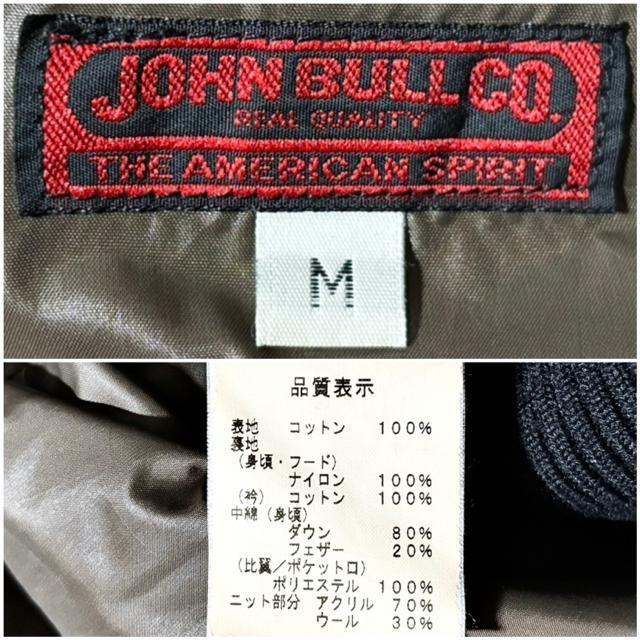 JOHN BULL CO.
REAL QUALITY
THE AMERICAN SPIRIT
M
品質表示
表地 コットン 100%
裏地
(身頃・フード)
ナイロン 100%
(衿) コットン 100%
中綿(身頃)
ダウン 80%
フェザー 20%
(比翼/ポケット口)
ポリエステル 100%
ニット部分 アクリル 70%
ウール 30%